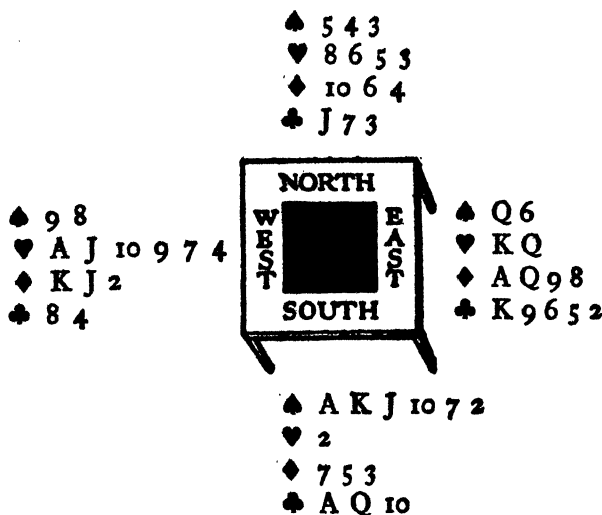 ♠ 5 4 3
♥ 8 6 5 3
♦ 10 6 4
♣ J 7 3
NORTH
♠ 9 8
♥ A J 10 9 7 4
♦ K J 2
♣ 8 4
WEST
EAST
♠ Q 6
♥ K Q
♦ A Q 9 8
♣ K 9 6 5 2
SOUTH
♠ A K J 10 7 2
♥ 2
♦ 7 5 3
♣ A Q 10